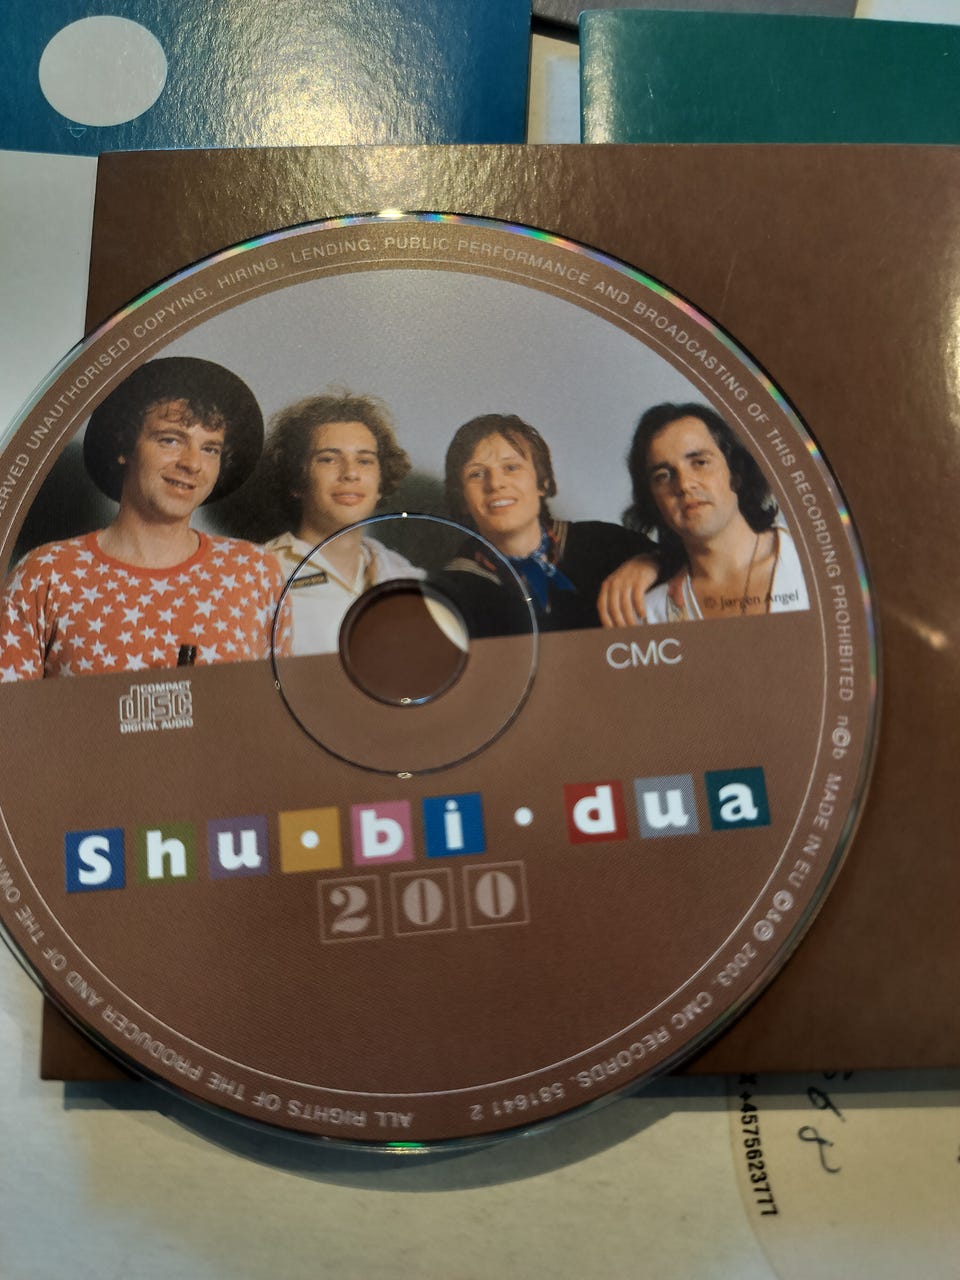 SERVED UNAUTHORISED COPYING, HIRING, LENDING, PUBLIC PERFORMANCE AND BROADCASTING OF THIS RECORDING PROHIBITED n©b MADE IN EU ℗&© 2003, CMC RECORDS. 581641 2
ALL RIGHTS OF THE PRODUCER AND OF THE OWN
© Jørgen Angel
CMC
COMPACT
disc
DIGITAL AUDIO
Shu·bi·dua
200
+4575623771